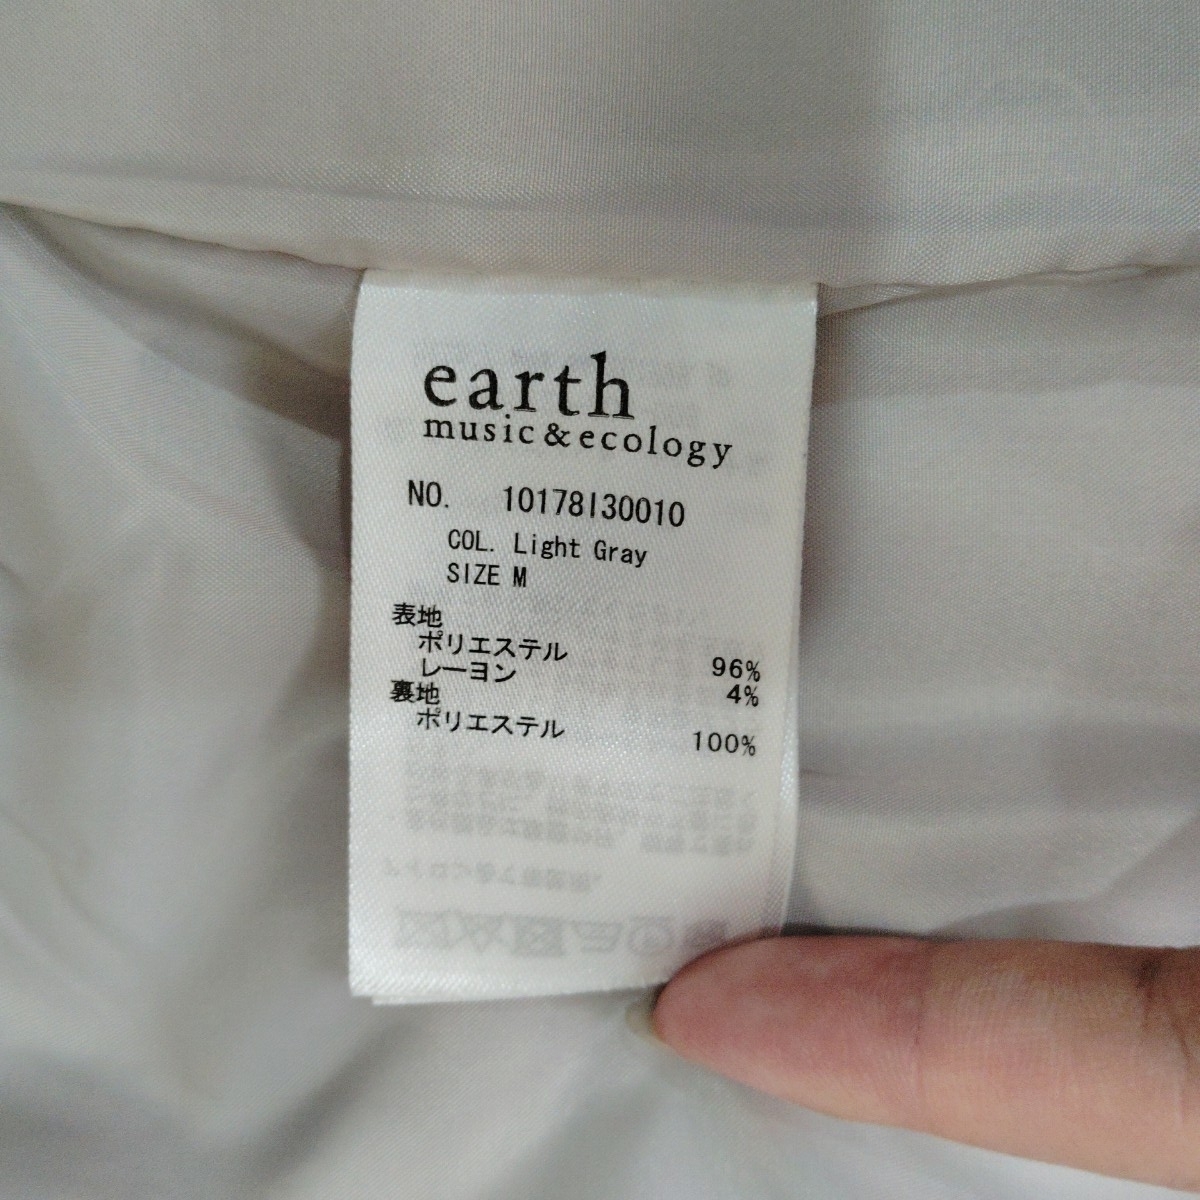 earth
music&ecology
NO. 10178I30010
COL. Light Gray
SIZE M
表地
ポリエステル 96%
レーヨン 4%
裏地
ポリエステル 100%